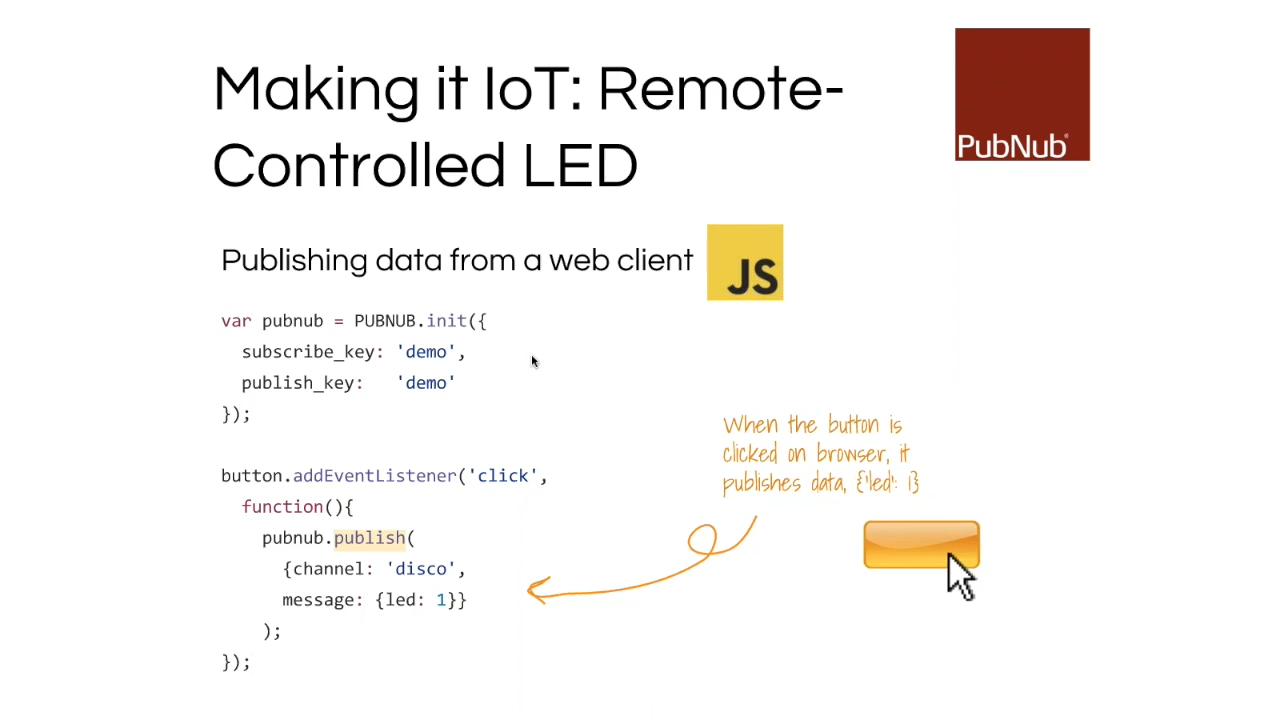 Making it IoT: Remote-
Controlled LED
PubNub®
Publishing data from a web client
JS
var pubnub = PUBNUB.init({
  subscribe_key: 'demo',
  publish_key:   'demo'
});
button.addEventListener('click',
  function(){
    pubnub.publish(
      {channel: 'disco',
      message: {led: 1}}
    );
});
When the button is
clicked on browser, it
publishes data, {'led': 1}